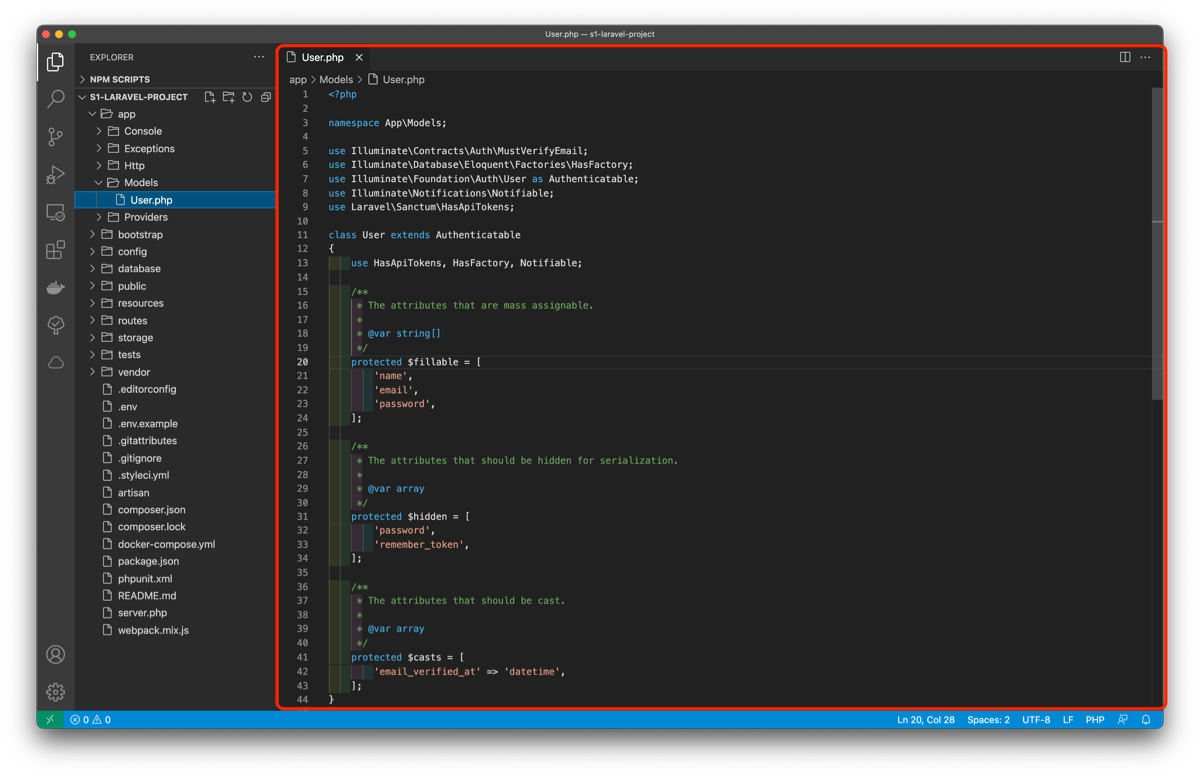 User.php — s1-laravel-project
EXPLORER
NPM SCRIPTS
S1-LARAVEL-PROJECT
app
Console
Exceptions
Http
Models
User.php
Providers
bootstrap
config
database
public
resources
routes
storage
tests
vendor
.editorconfig
.env
.env.example
.gitattributes
.gitignore
.styleci.yml
artisan
composer.json
composer.lock
docker-compose.yml
package.json
phpunit.xml
README.md
server.php
webpack.mix.js
User.php
app > Models > User.php
1 <?php
2
3 namespace App\Models;
4
5 use Illuminate\Contracts\Auth\MustVerifyEmail;
6 use Illuminate\Database\Eloquent\Factories\HasFactory;
7 use Illuminate\Foundation\Auth\User as Authenticatable;
8 use Illuminate\Notifications\Notifiable;
9 use Laravel\Sanctum\HasApiTokens;
10
11 class User extends Authenticatable
12 {
13     use HasApiTokens, HasFactory, Notifiable;
14
15     /**
16      * The attributes that are mass assignable.
17      *
18      * @var string[]
19      */
20     protected $fillable = [
21         'name',
22         'email',
23         'password',
24     ];
25
26     /**
27      * The attributes that should be hidden for serialization.
28      *
29      * @var array
30      */
31     protected $hidden = [
32         'password',
33         'remember_token',
34     ];
35
36     /**
37      * The attributes that should be cast.
38      *
39      * @var array
40      */
41     protected $casts = [
42         'email_verified_at' => 'datetime',
43     ];
44 }
0 0
Ln 20, Col 28 Spaces: 2 UTF-8 LF PHP